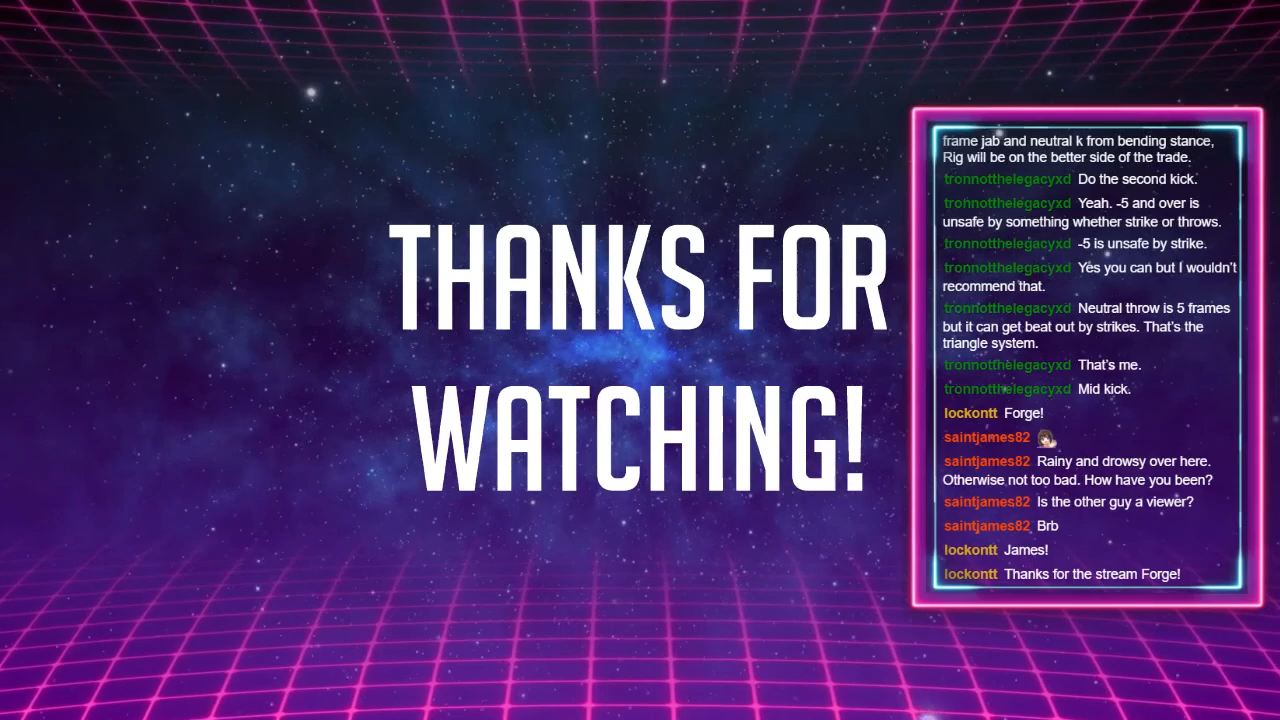 THANKS FOR
WATCHING!
frame jab and neutral k from bending stance,
Rig will be on the better side of the trade.
tronnotthelegacyxd Do the second kick.
tronnotthelegacyxd Yeah. -5 and over is
unsafe by something whether strike or throws.
tronnotthelegacyxd -5 is unsafe by strike.
tronnotthelegacyxd Yes you can but I wouldn't
recommend that.
tronnotthelegacyxd Neutral throw is 5 frames
but it can get beat out by strikes. That's the
triangle system.
tronnotthelegacyxd That's me.
tronnotthelegacyxd Mid kick.
lockontt Forge!
saintjames82
saintjames82 Rainy and drowsy over here.
Otherwise not too bad. How have you been?
saintjames82 Is the other guy a viewer?
saintjames82 Brb
lockontt James!
lockontt Thanks for the stream Forge!